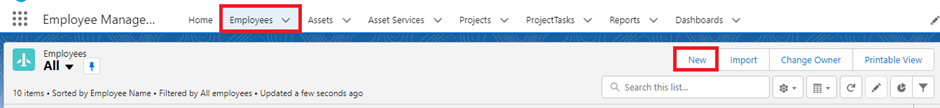 Employee Manage... Home Employees Assets Asset Services Projects ProjectTasks Reports Dashboards
Employees
All
New Import Change Owner Printable View
10 items • Sorted by Employee Name • Filtered by All employees • Updated a few seconds ago
Search this list...